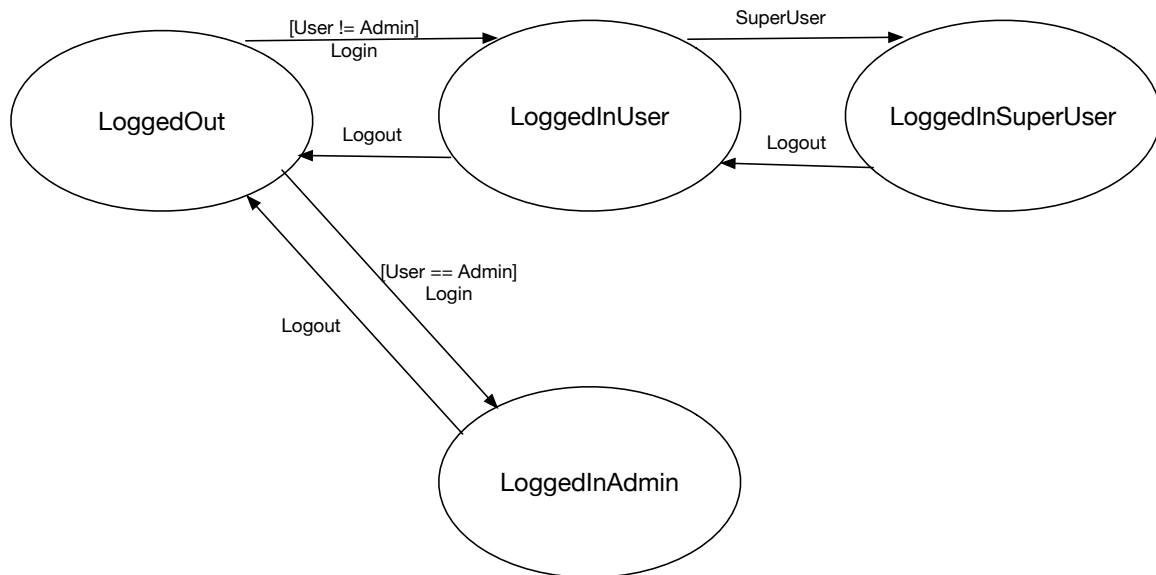 [User != Admin]
Login
SuperUser
LoggedOut
LoggedInUser
LoggedInSuperUser
Logout
Logout
[User == Admin]
Login
Logout
LoggedInAdmin